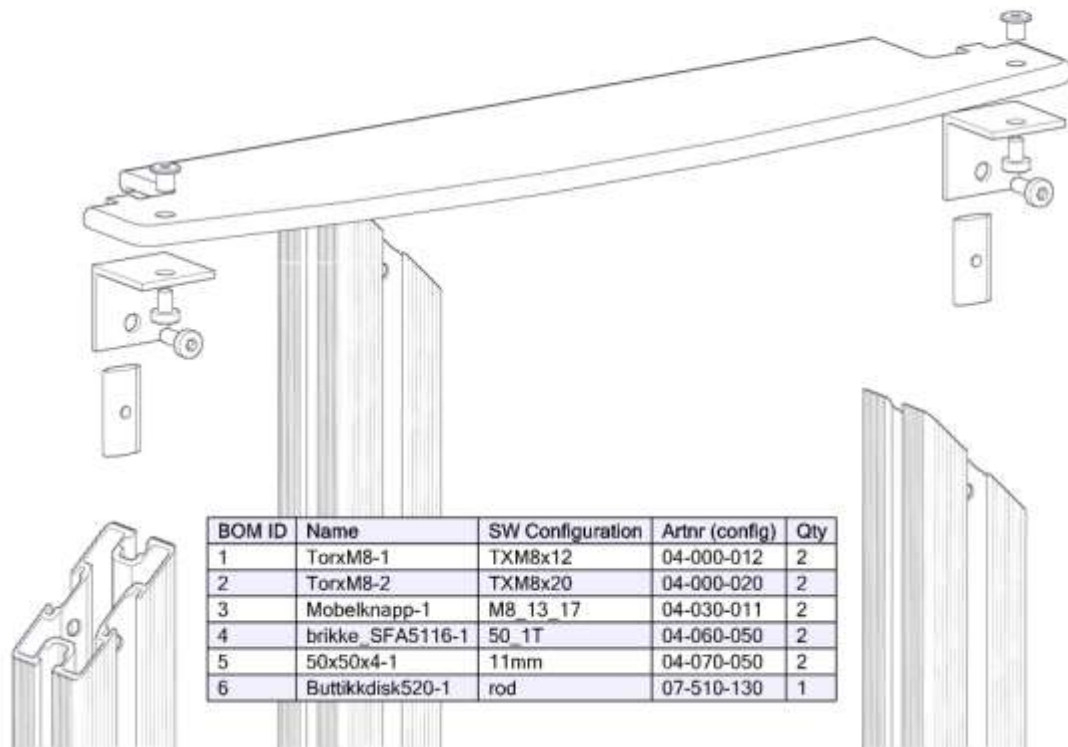 BOM ID Name SW Configuration Artnr (config) Qty
1 TorxM8-1 TXM8x12 04-000-012 2
2 TorxM8-2 TXM8x20 04-000-020 2
3 Mobelknapp-1 M8_13_17 04-030-011 2
4 brikke_SFA5116-1 50_1T 04-060-050 2
5 50x50x4-1 11mm 04-070-050 2
6 Buttikkdisk520-1 rod 07-510-130 1